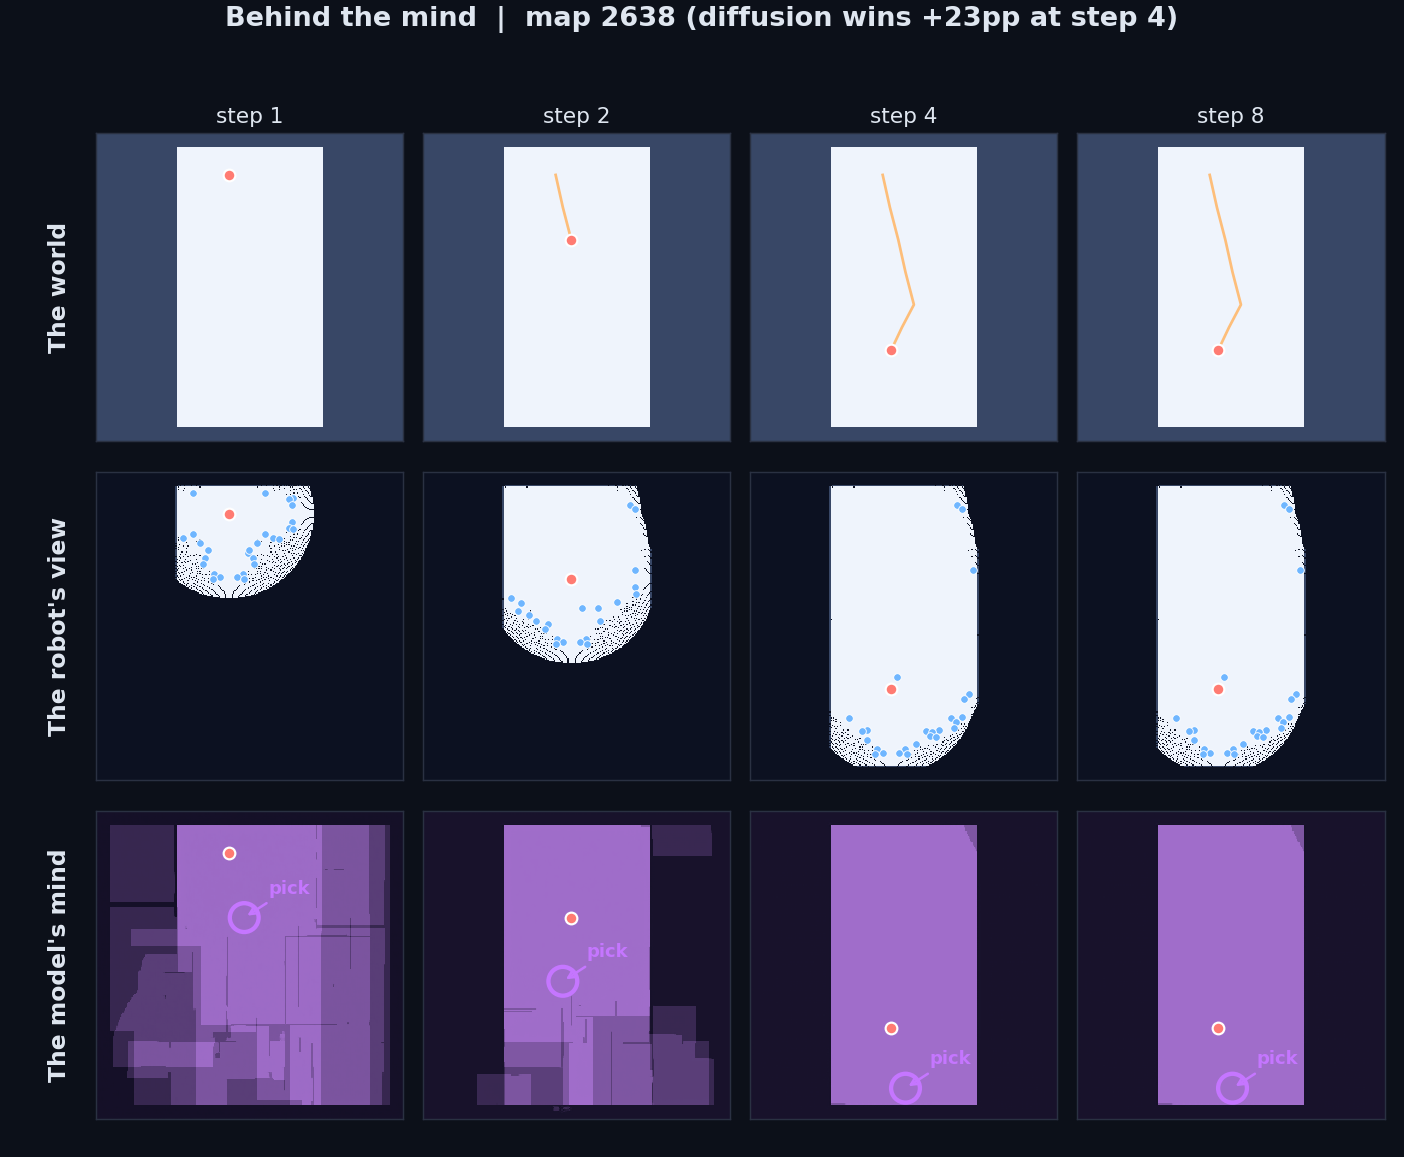 Behind the mind | map 2638 (diffusion wins +23pp at step 4)
step 1
step 2
step 4
step 8
The world
The robot's view
The model's mind
pick
pick
pick
pick